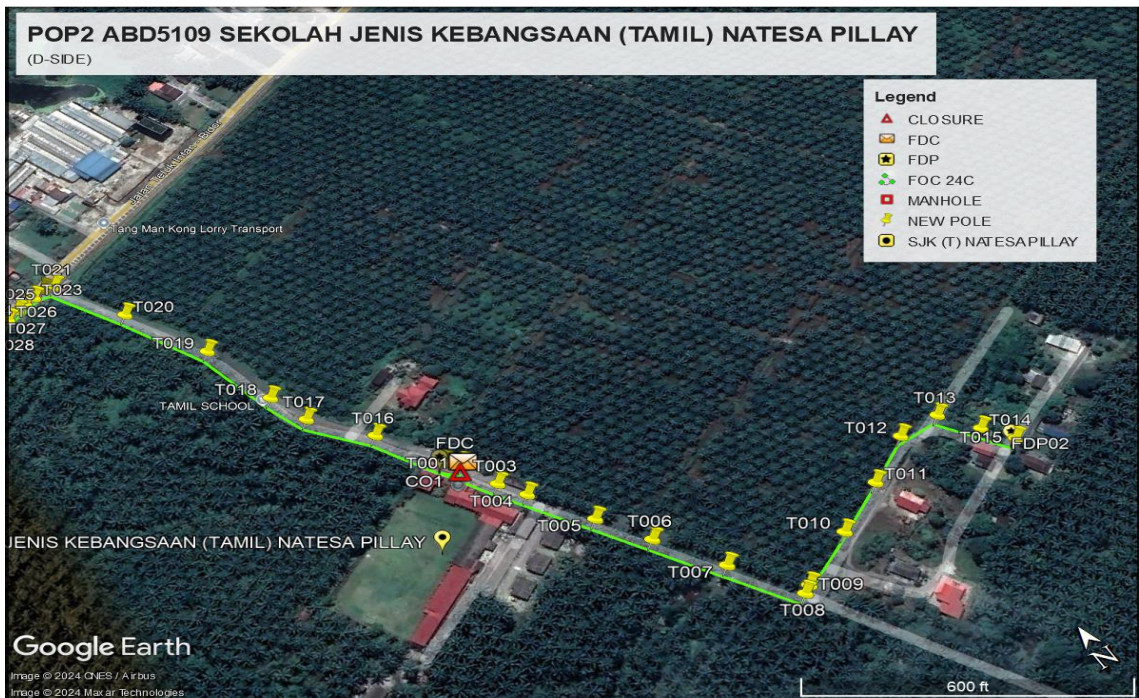 POP2 ABD5109 SEKOLAH JENIS KEBANGSAAN (TAMIL) NATESA PILLAY
(D-SIDE)
Legend
CLOSURE
FDC
FDP
FOC 24C
MANHOLE
NEW POLE
SJK (T) NATESA PILLAY
Tang Man Kong Lorry Transport
T021
T023
T026
T027
028
T020
T019
T018
TAMIL SCHOOL
T017
T016
FDC
T001
T003
CO1
T004
T005
T006
T007
T008
T009
T010
T011
T012
T013
T014
T015
FDP02
JENIS KEBANGSAAN (TAMIL) NATESA PILLAY
Google Earth
Image © 2024 CNES / Airbus
Image © 2024 Maxar Technologies
N
600 ft